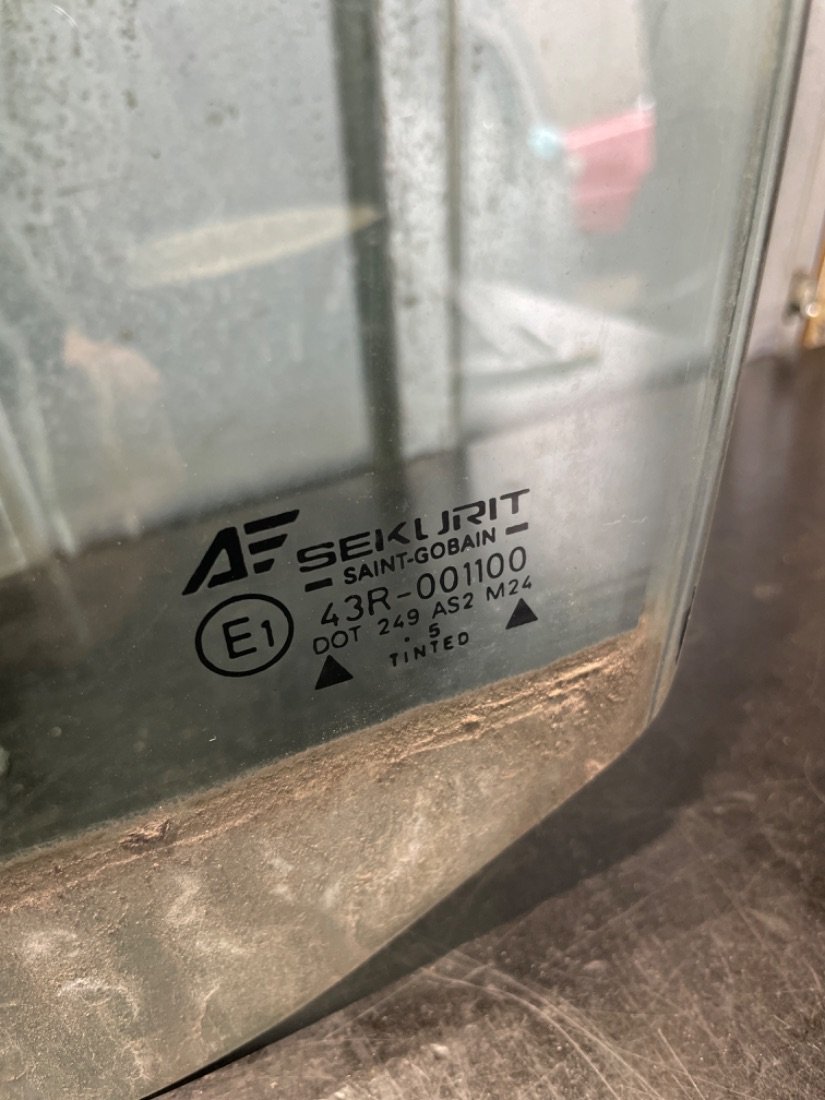 AF SEKURIT
SAINT-GOBAIN
E1 43R-001100
DOT 249 AS2 M24
. 5
TINTED